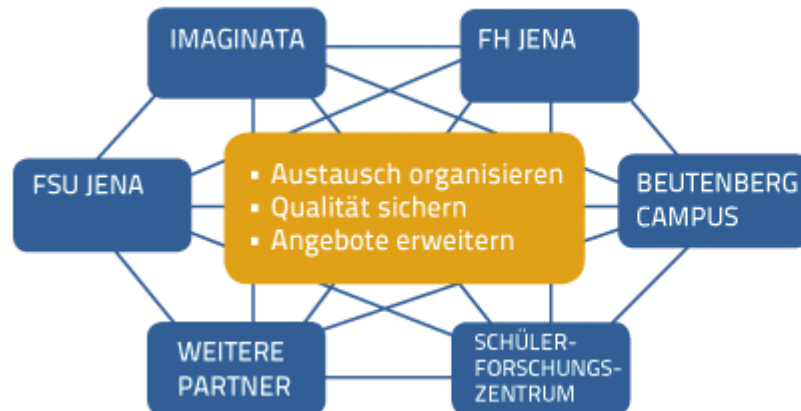 IMAGINATA
FH JENA
FSU JENA
▪ Austausch organisieren
▪ Qualität sichern
▪ Angebote erweitern
BEUTENBERG
CAMPUS
WEITERE
PARTNER
SCHÜLER-
FORSCHUNGS-
ZENTRUM